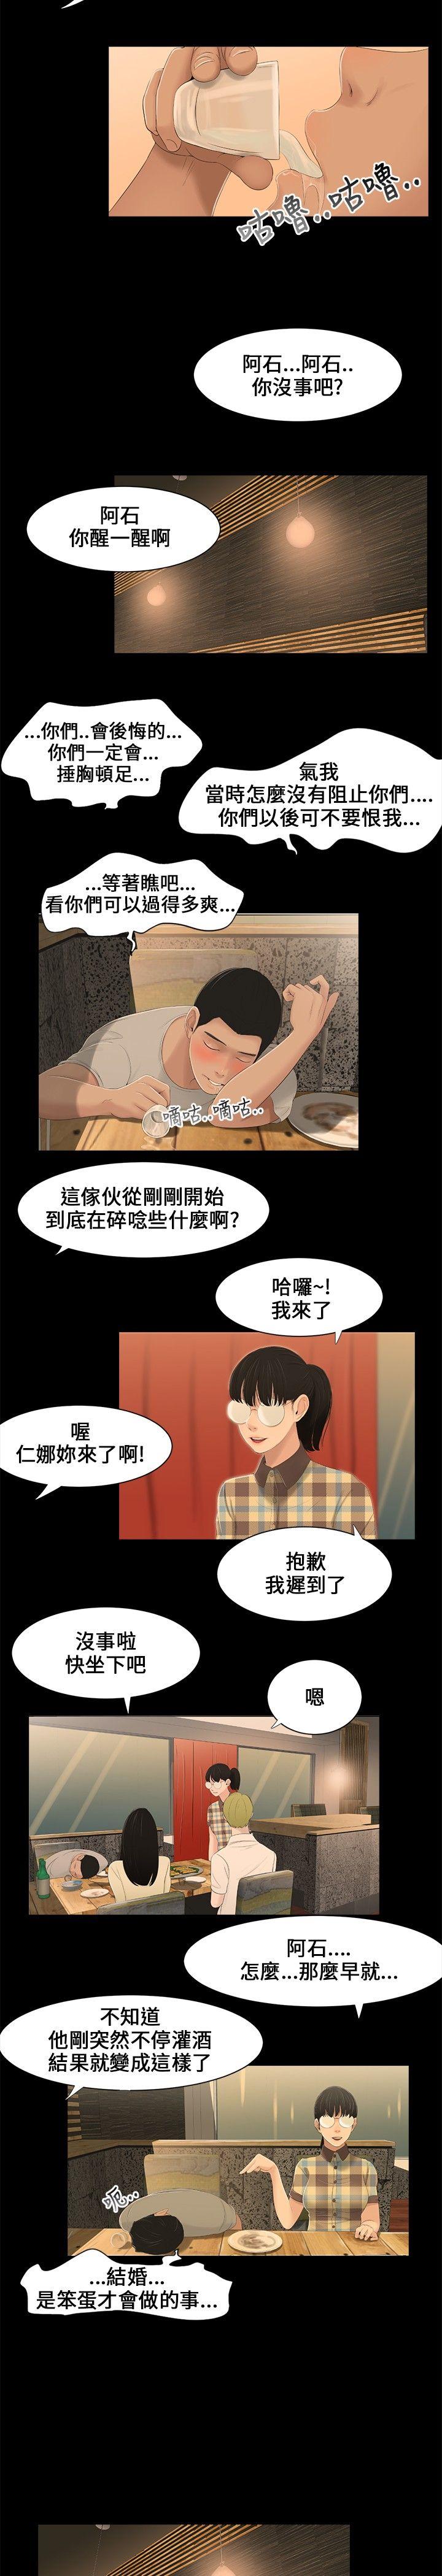 咕嚕..咕嚕..
阿石...阿石..
你沒事吧?
阿石
你醒一醒啊
...你們..會後悔的...
你們一定會...
捶胸頓足...
氣我
當時怎麼沒有阻止你們....
你們以後可不要恨我...
...等著瞧吧...
看你們可以過得多爽...
嘀咕..嘀咕..
這傢伙從剛剛開始
到底在碎唸些什麼啊?
哈囉~!
我來了
喔
仁娜妳來了啊!
抱歉
我遲到了
沒事啦
快坐下吧
嗯
阿石....
怎麼...那麼早就...
不知道
他剛突然不停灌酒
結果就變成這樣了
呃..
...結婚...
是笨蛋才會做的事...